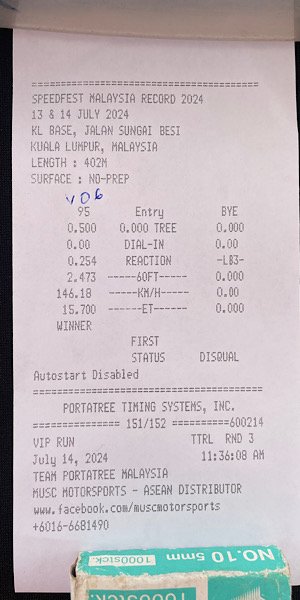 =========================================
SPEEDFEST MALAYSIA RECORD 2024
13 & 14 JULY 2024
KL BASE, JALAN SUNGAI BESI
KUALA LUMPUR, MALAYSIA
LENGTH : 402M
SURFACE : NO-PREP
V06
95 Entry BYE
0.500 0.000 TREE 0.000
0.00 DIAL-IN 0.00
0.254 REACTION -LB3-
2.473 -----60FT----- 0.000
146.18 -----KM/H----- 0.00
15.700 ------ET------ 0.000
WINNER
FIRST
STATUS DISQUAL
Autostart Disabled
=========================================
PORTATREE TIMING SYSTEMS, INC.
=============== 151/152 ==========600214
VIP RUN TTRL RND 3
July 14, 2024 11:36:08 AM
TEAM PORTATREE MALAYSIA
MUSC MOTORSPORTS - ASEAN DISTRIBUTOR
www.facebook.com/muscmotorsports
+6016-6681490
NO.10 5mm 1000stck.
1000stck.